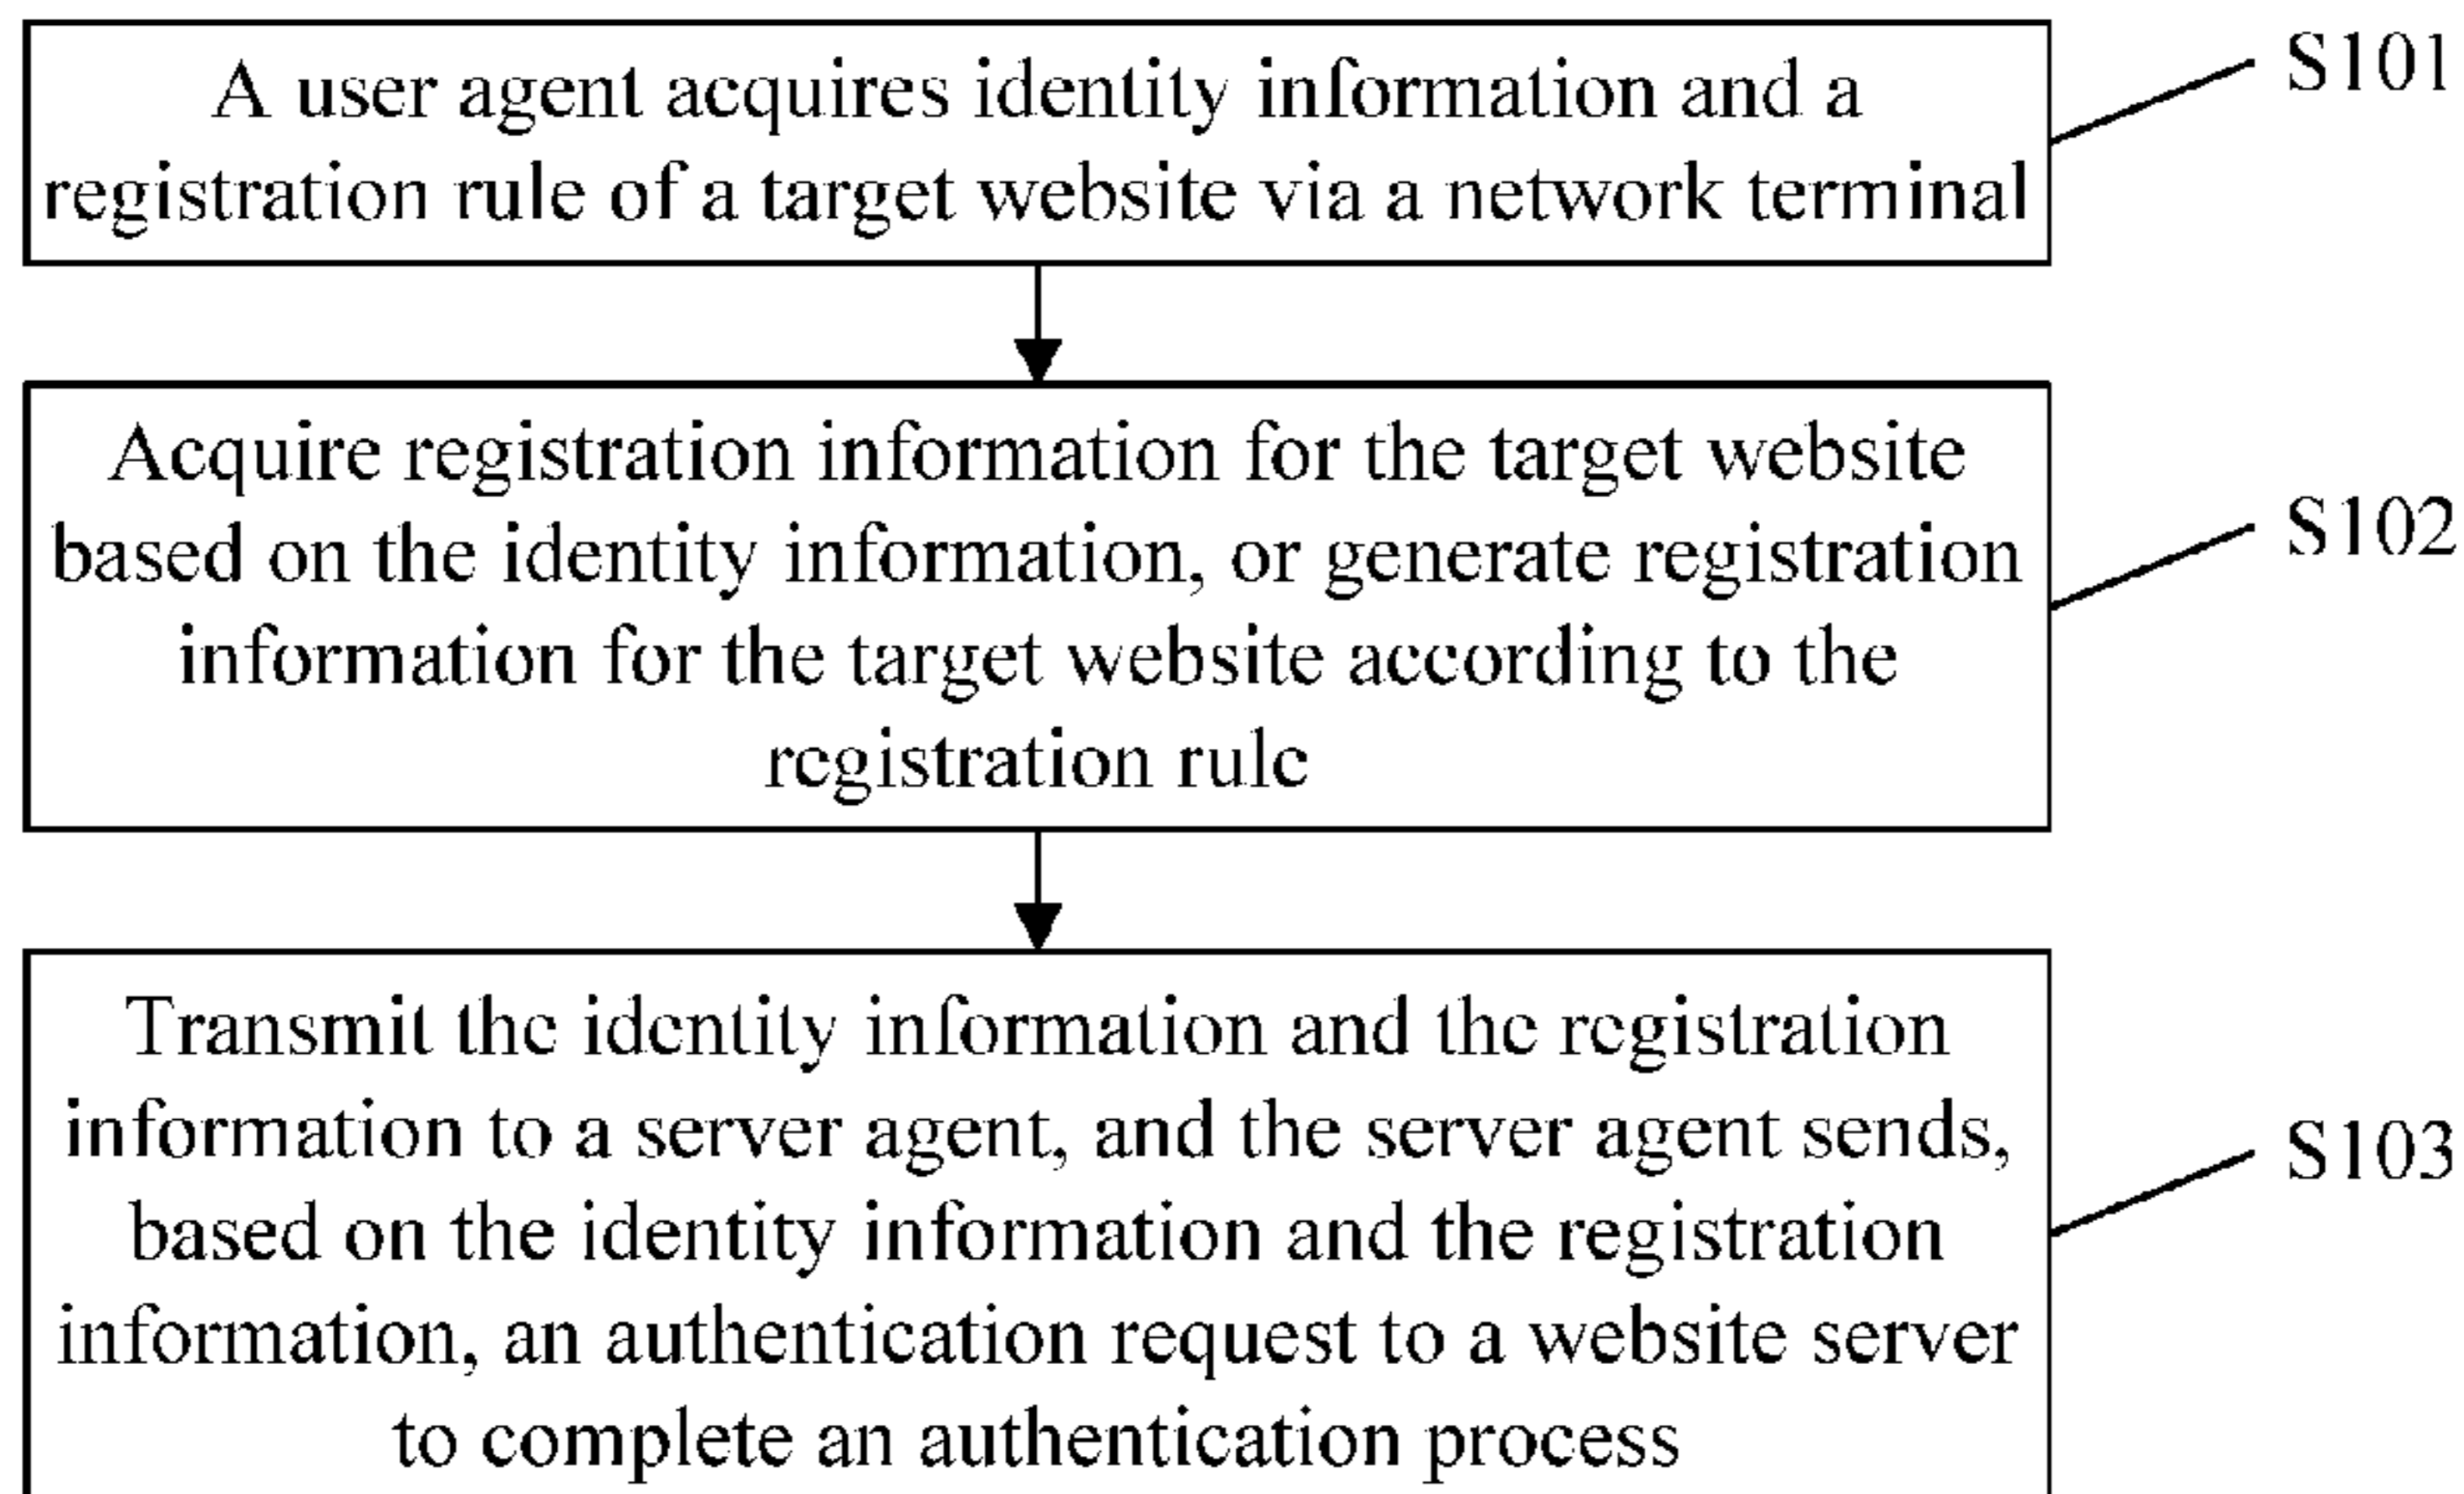 A user agent acquires identity information and a
registration rule of a target website via a network terminal
S101
Acquire registration information for the target website
based on the identity information, or generate registration
information for the target website according to the
registration rule
S102
Transmit the identity information and the registration
information to a server agent, and the server agent sends,
based on the identity information and the registration
information, an authentication request to a website server
to complete an authentication process
S103